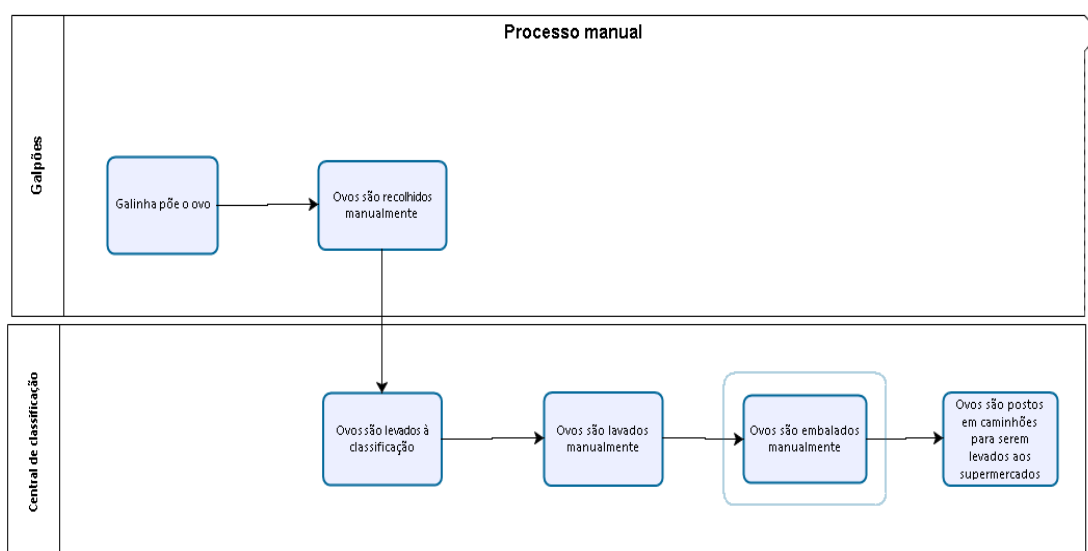 Processo manual
Galpões
Galinha põe o ovo
Ovos são recolhidos
manualmente
Central de classificação
Ovos são levados à
classificação
Ovos são lavados
manualmente
Ovos são embalados
manualmente
Ovos são postos
em caminhões
para serem
levados aos
supermercados